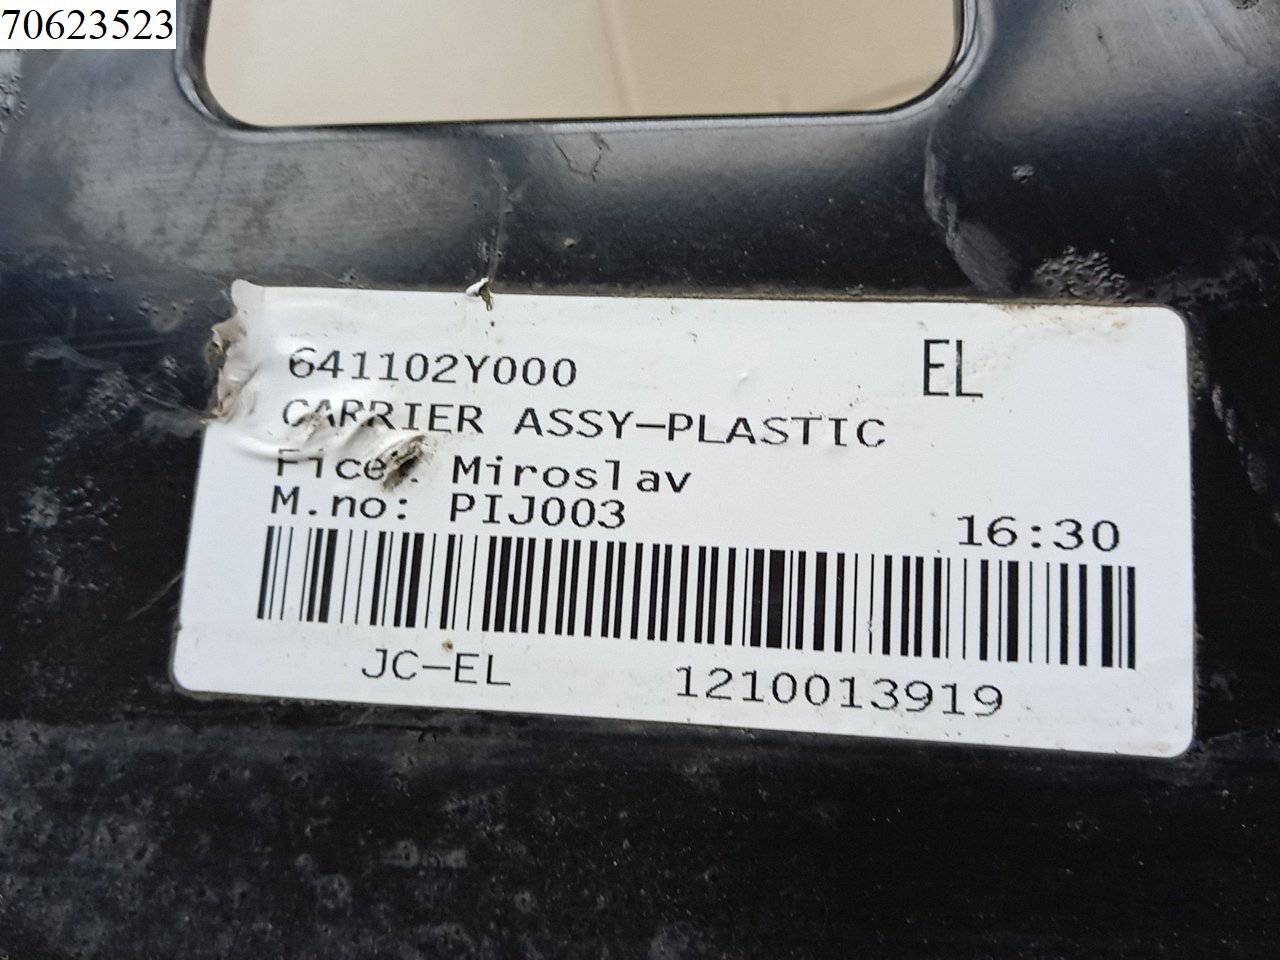 70623523
641102Y000 EL
CARRIER ASSY-PLASTIC
Miroslav
M.no: PIJ003 16:30
JC-EL 1210013919